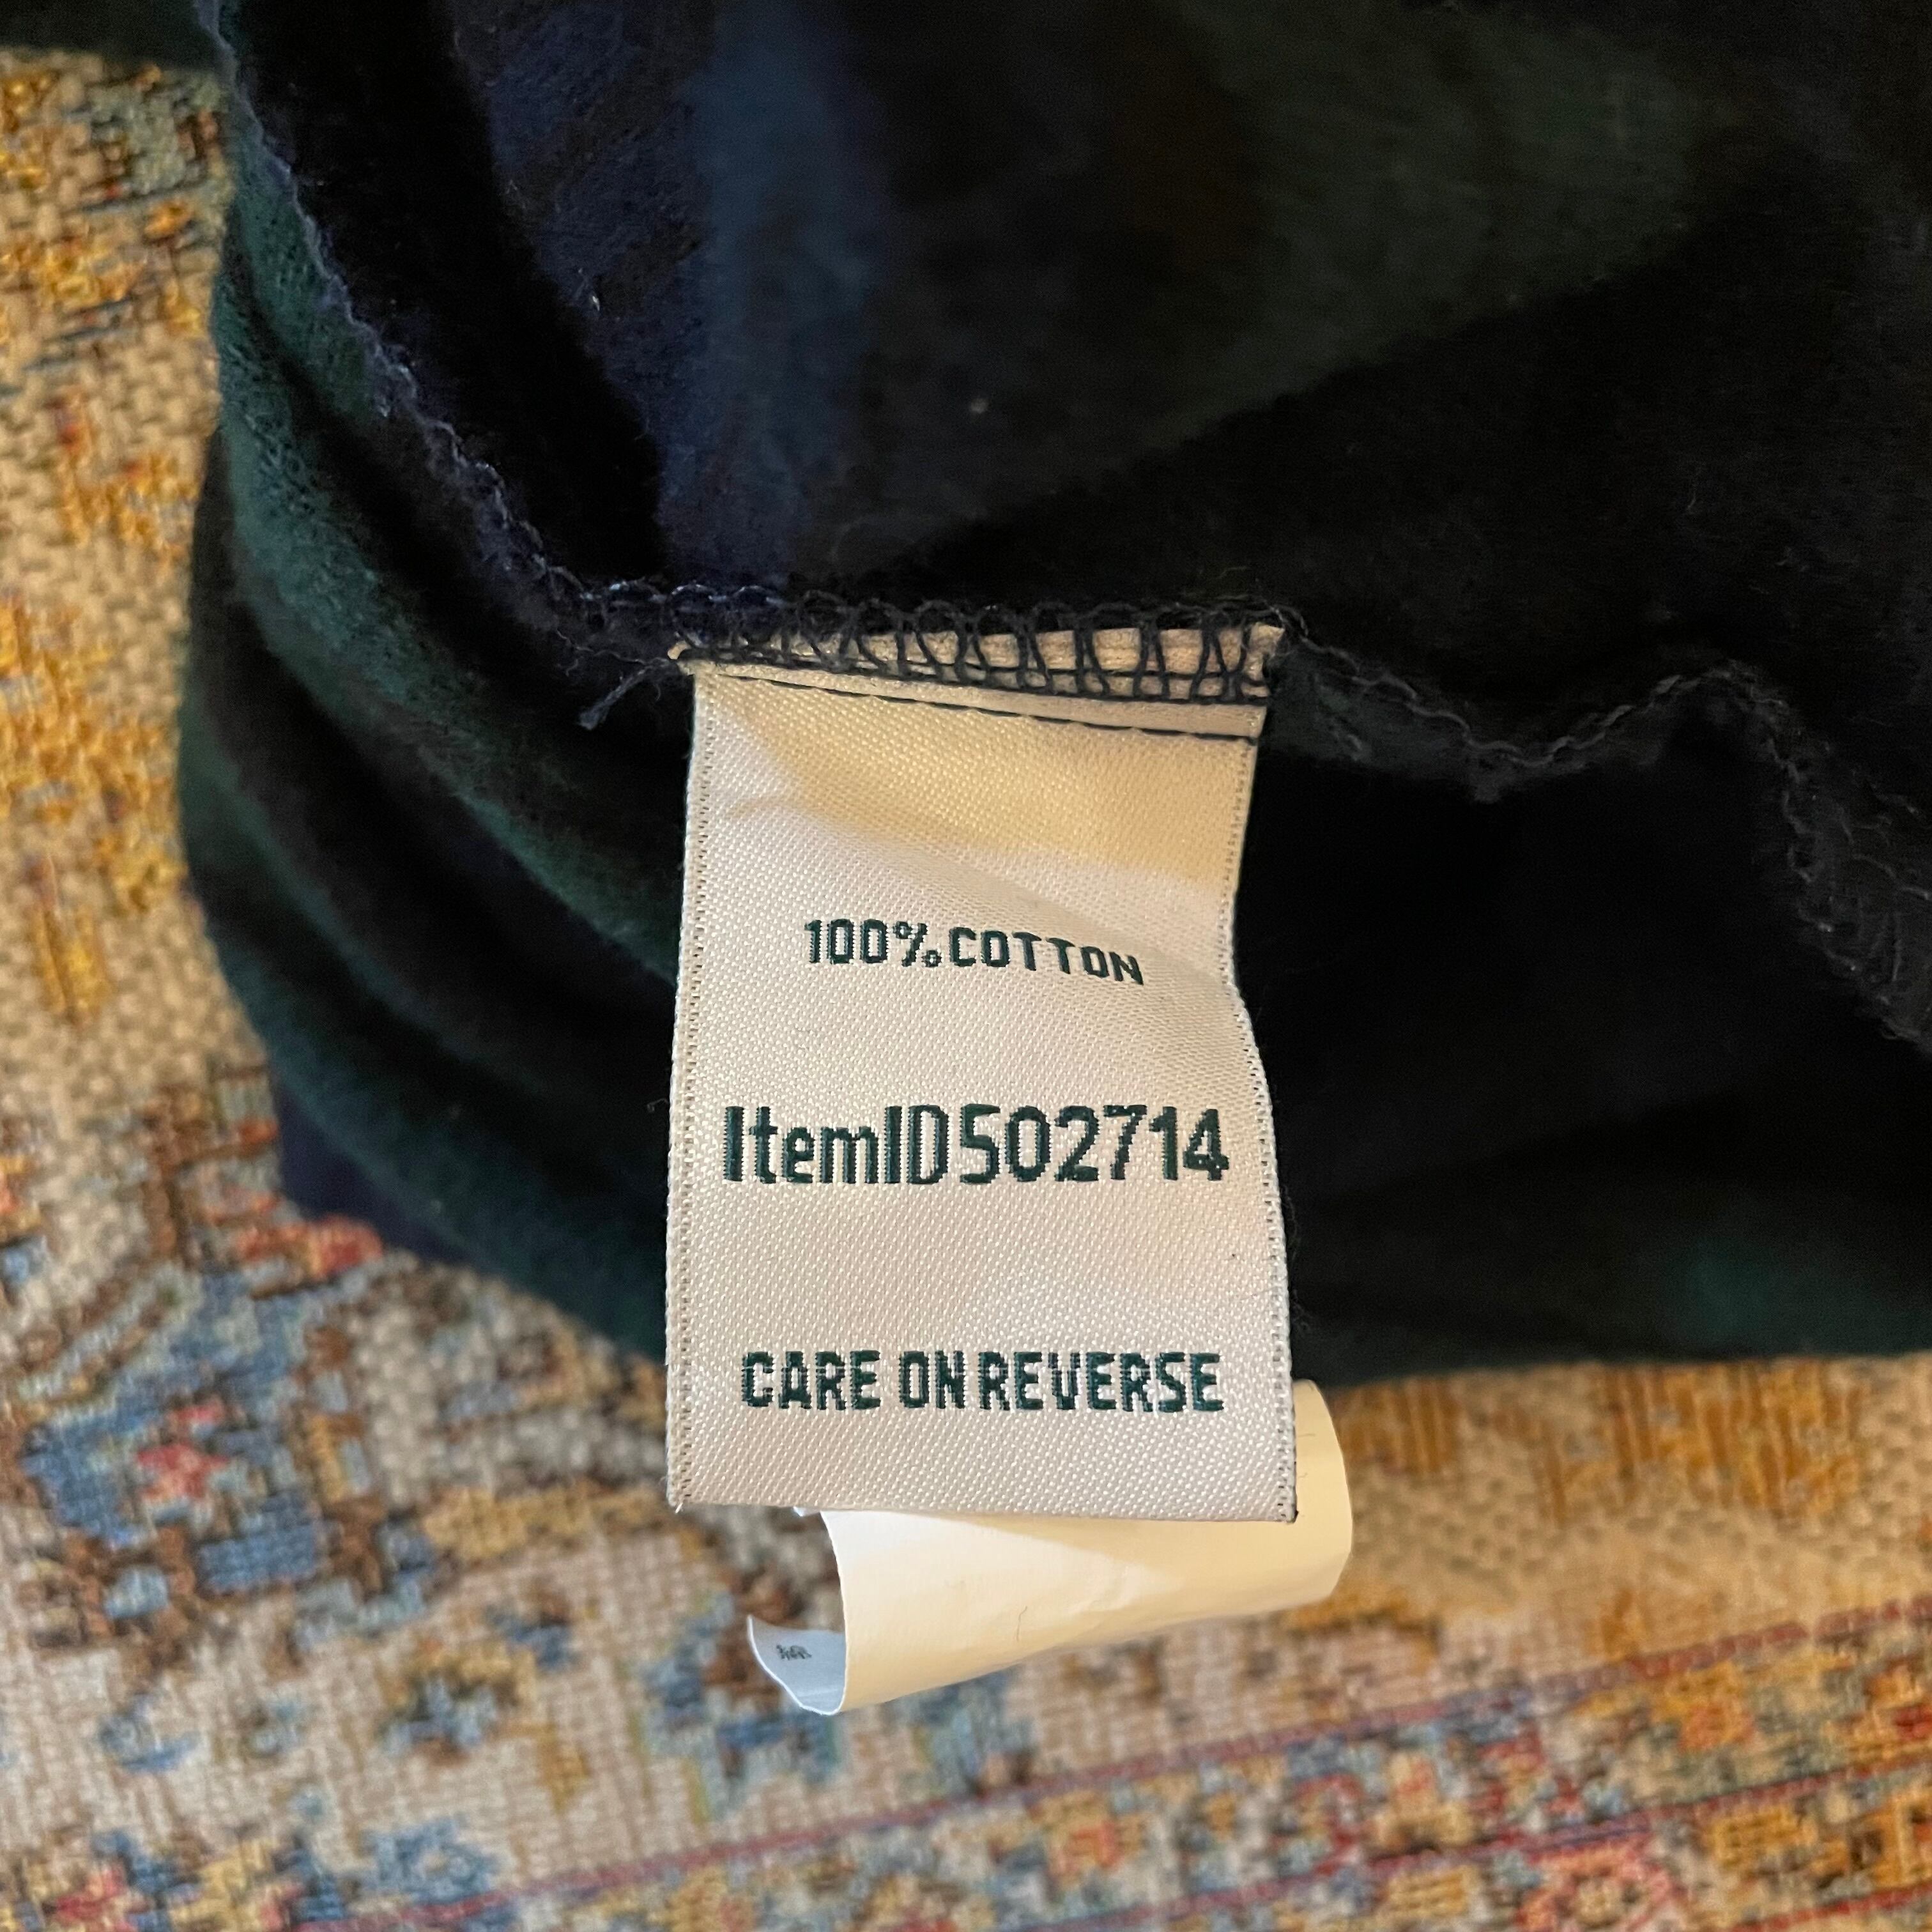 100% COTTON
ItemID502714
CARE ON REVERSE